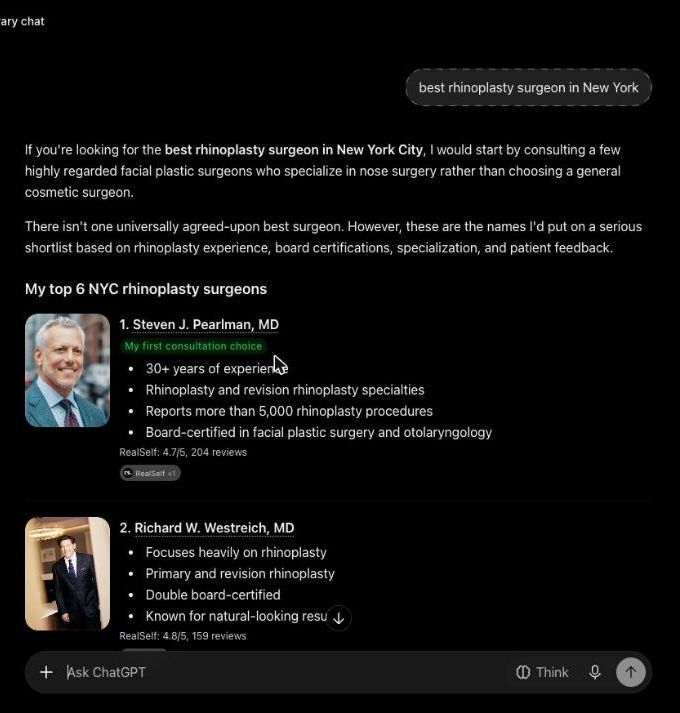 ary chat
best rhinoplasty surgeon in New York
If you're looking for the best rhinoplasty surgeon in New York City, I would start by consulting a few
highly regarded facial plastic surgeons who specialize in nose surgery rather than choosing a general
cosmetic surgeon.
There isn't one universally agreed-upon best surgeon. However, these are the names I'd put on a serious
shortlist based on rhinoplasty experience, board certifications, specialization, and patient feedback.
My top 6 NYC rhinoplasty surgeons
1. Steven J. Pearlman, MD
My first consultation choice
• 30+ years of experience
• Rhinoplasty and revision rhinoplasty specialties
• Reports more than 5,000 rhinoplasty procedures
• Board-certified in facial plastic surgery and otolaryngology
RealSelf: 4.7/5, 204 reviews
RealSelf +1
2. Richard W. Westreich, MD
• Focuses heavily on rhinoplasty
• Primary and revision rhinoplasty
• Double board-certified
• Known for natural-looking resu
RealSelf: 4.8/5, 159 reviews
Ask ChatGPT
Think